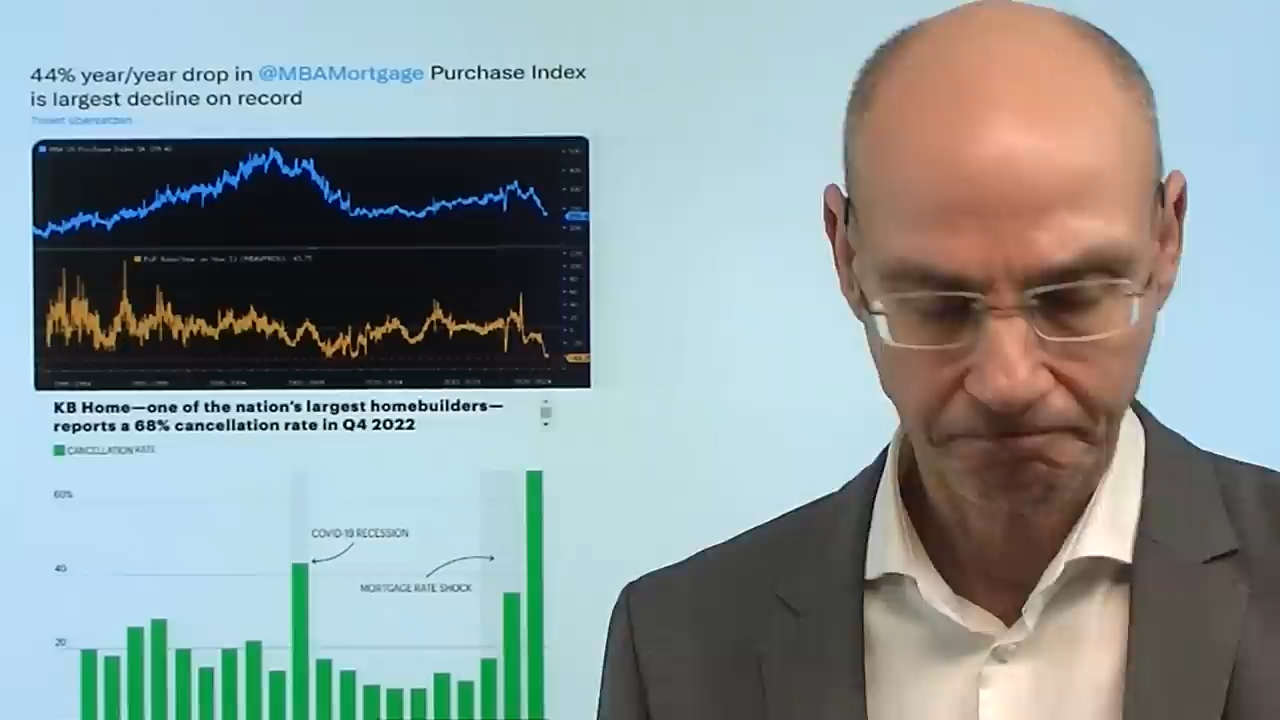 44% year/year drop in @MBAMortgage Purchase Index
is largest decline on record
Tweet übersetzen
KB Home—one of the nation's largest homebuilders—
reports a 68% cancellation rate in Q4 2022
CANCELLATION RATE
60%
COVID-19 RECESSION
40
MORTGAGE RATE SHOCK
20